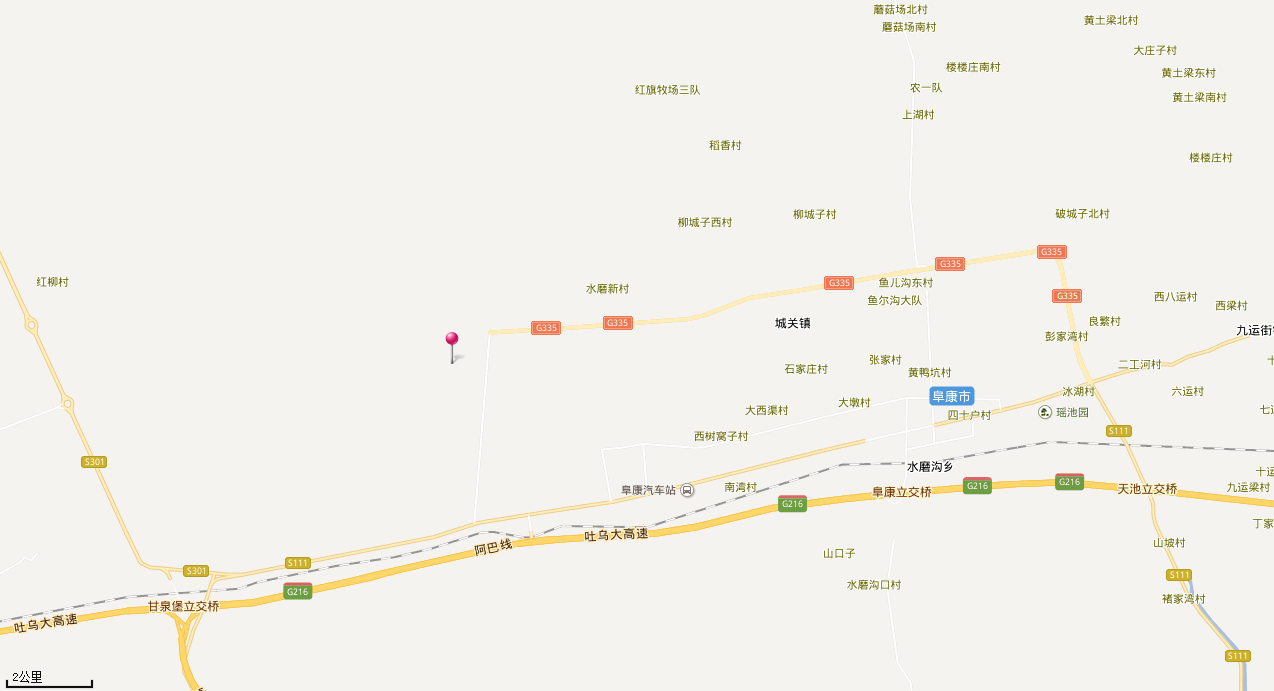 蘑菇场北村
黄土梁北村
蘑菇场南村
大庄子村
楼楼庄南村
黄土梁东村
红旗牧场三队
农一队
黄土梁南村
上湖村
稻香村
楼楼庄村
柳城子西村
柳城子村
破城子北村
G335
G335
红柳村
水磨新村
G335
鱼儿沟东村
G335
西八运村
鱼尔沟大队
西梁村
G335
G335
城关镇
良繁村
九运街
彭家湾村
张家村
石家庄村
黄鸭坑村
二工河村
阜康市
冰湖村
六运村
大墩村
大西渠村
四十户村
瑶池园
七运
西树窝子村
S111
S301
水磨沟乡
十运
阜康汽车站
南湾村
G216
G216
阜康立交桥
天池立交桥
九运梁村
G216
丁家
吐乌大高速
阿巴线
山口子
山坡村
S111
S301
S111
G216
水磨沟口村
褚家湾村
甘泉堡立交桥
吐乌大高速
S111
2公里